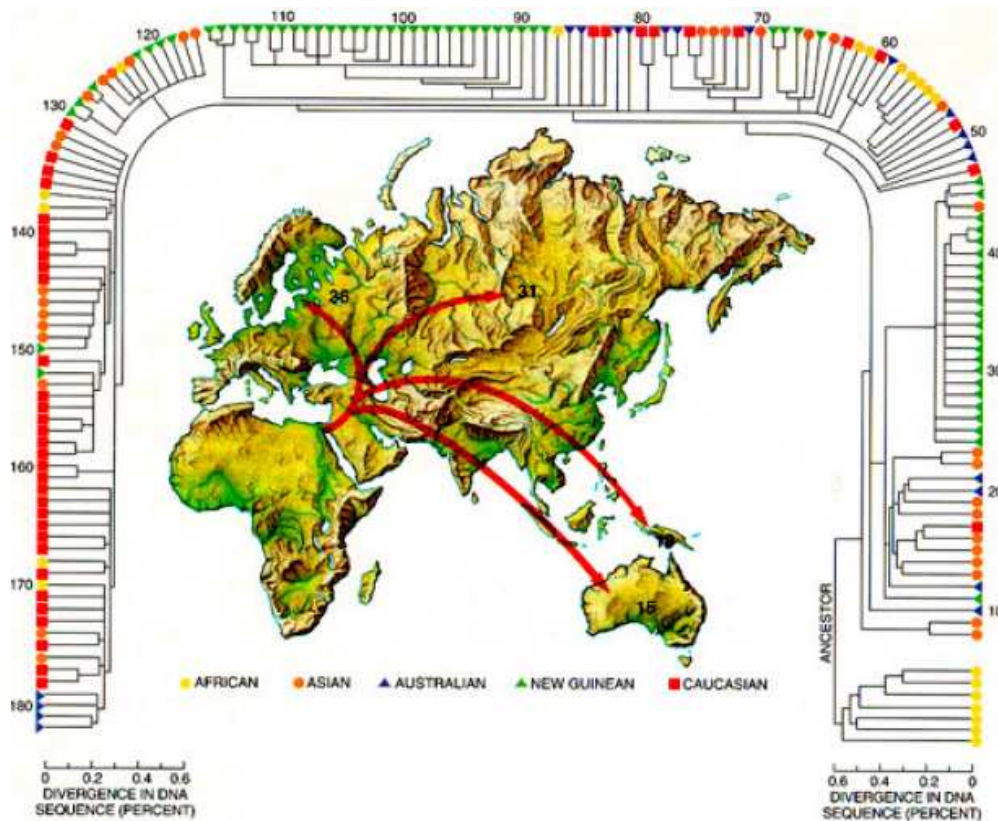 110
100
90
80
70
120
60
130
50
140
40
36
31
150
30
160
20
170
15
10
ANCESTOR
AFRICAN
ASIAN
AUSTRALIAN
NEW GUINEAN
CAUCASIAN
180
0 0.2 0.4 0.6
DIVERGENCE IN DNA
SEQUENCE (PERCENT)
0.6 0.4 0.2 0
DIVERGENCE IN DNA
SEQUENCE (PERCENT)